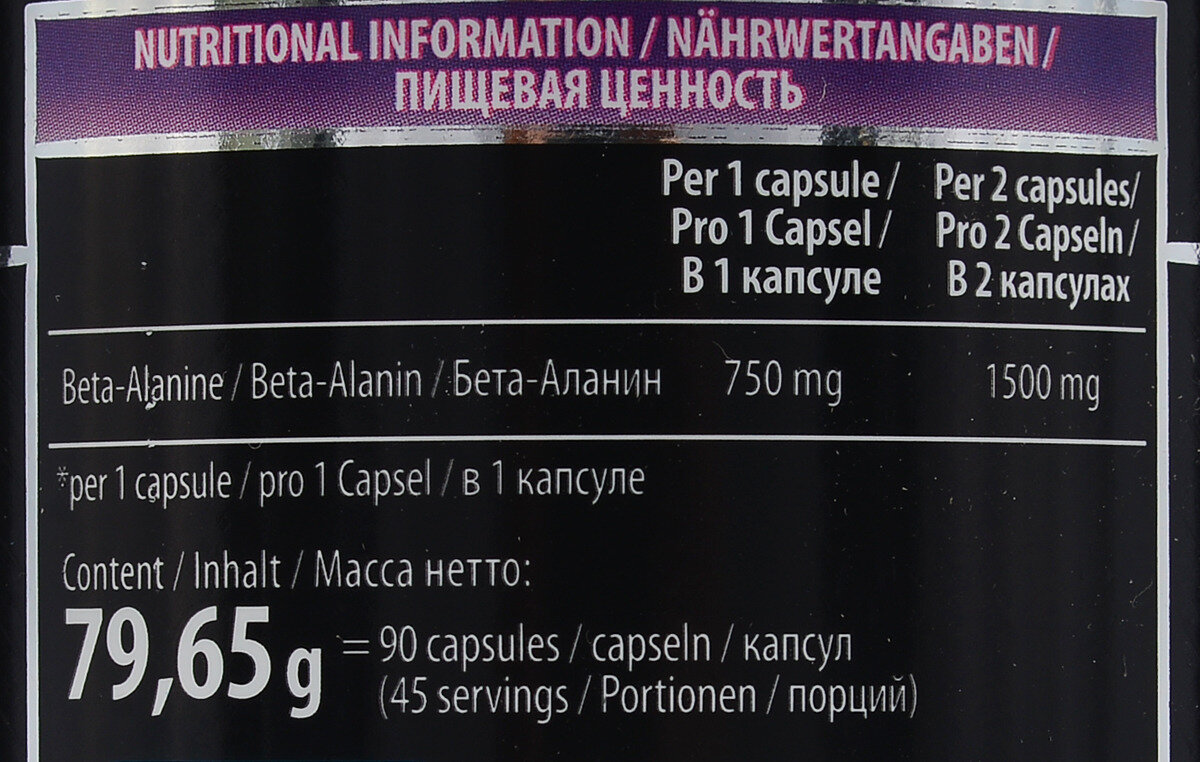 NUTRITIONAL INFORMATION / NÄHRWERTANGABEN /
ПИЩЕВАЯ ЦЕННОСТЬ
Per 1 capsule / Per 2 capsules/
Pro 1 Capsel / Pro 2 Capseln /
В 1 капсуле В 2 капсулах
Beta-Alanine / Beta-Alanin / Бета-Аланин 750 mg 1500 mg
*per 1 capsule / pro 1 Capsel / в 1 капсуле
Content / Inhalt / Масса нетто:
79,65 g = 90 capsules / capseln / капсул
(45 servings / Portionen / порций)